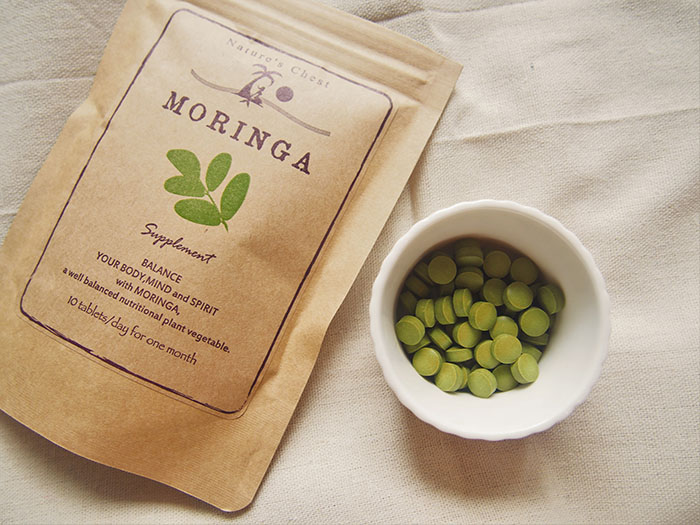 Nature's Chest
MORINGA
Supplement
BALANCE
YOUR BODY,MIND and SPIRIT
with MORINGA,
a well balanced nutritional plant vegetable.
10 tablets/day for one month